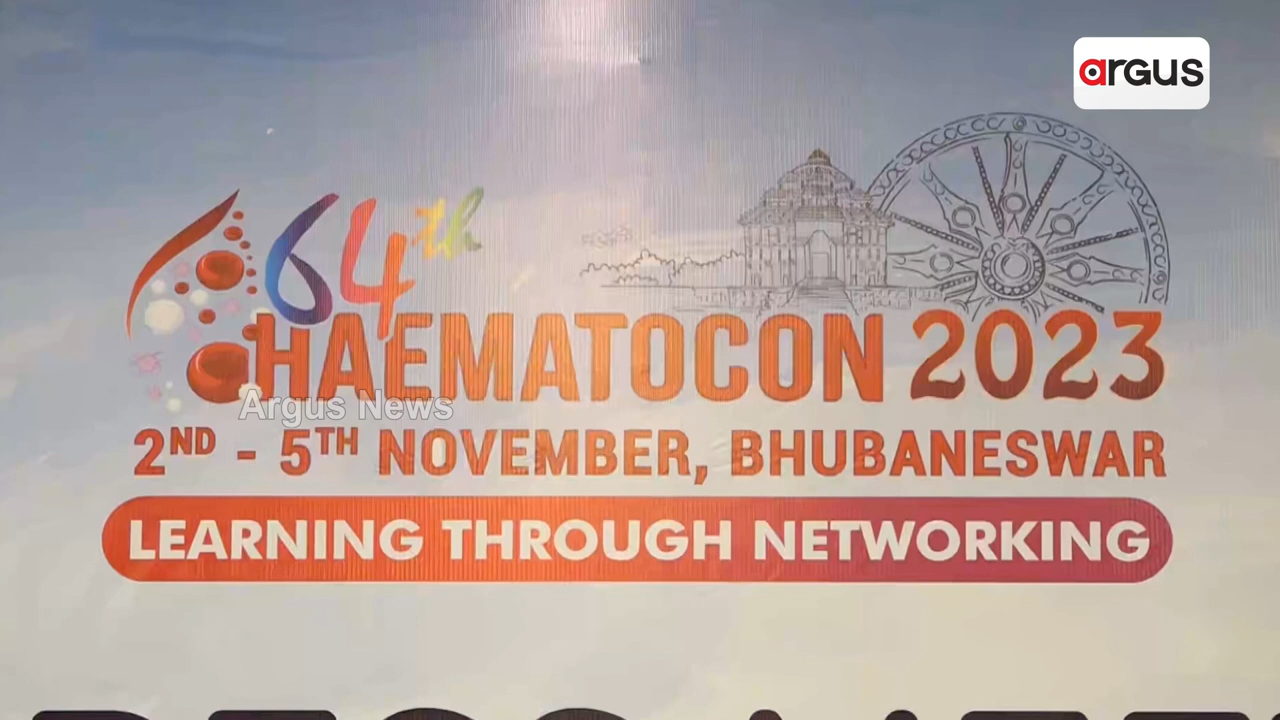 argus
64th
HAEMATOCON 2023
Argus News
2ND - 5TH NOVEMBER, BHUBANESWAR
LEARNING THROUGH NETWORKING